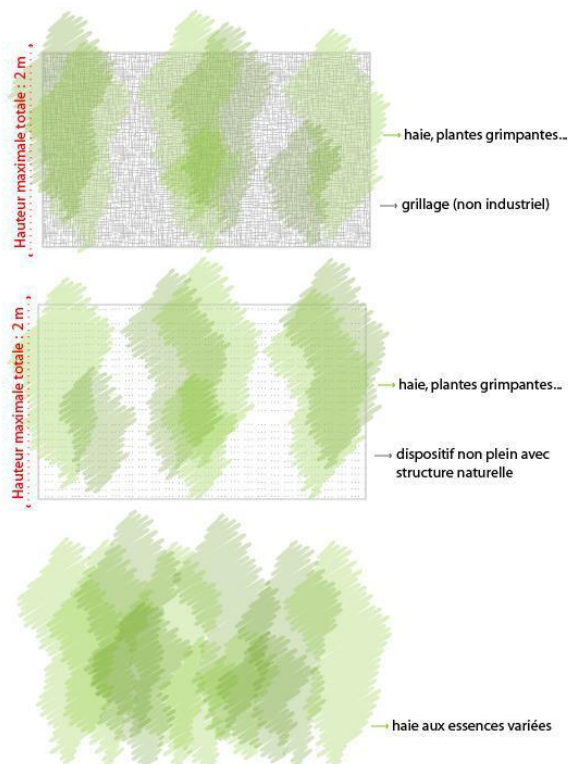 Hauteur maximale totale : 2 m
haie, plantes grimpantes...
grillage (non industriel)
Hauteur maximale totale : 2 m
haie, plantes grimpantes...
dispositif non plein avec
structure naturelle
haie aux essences variées